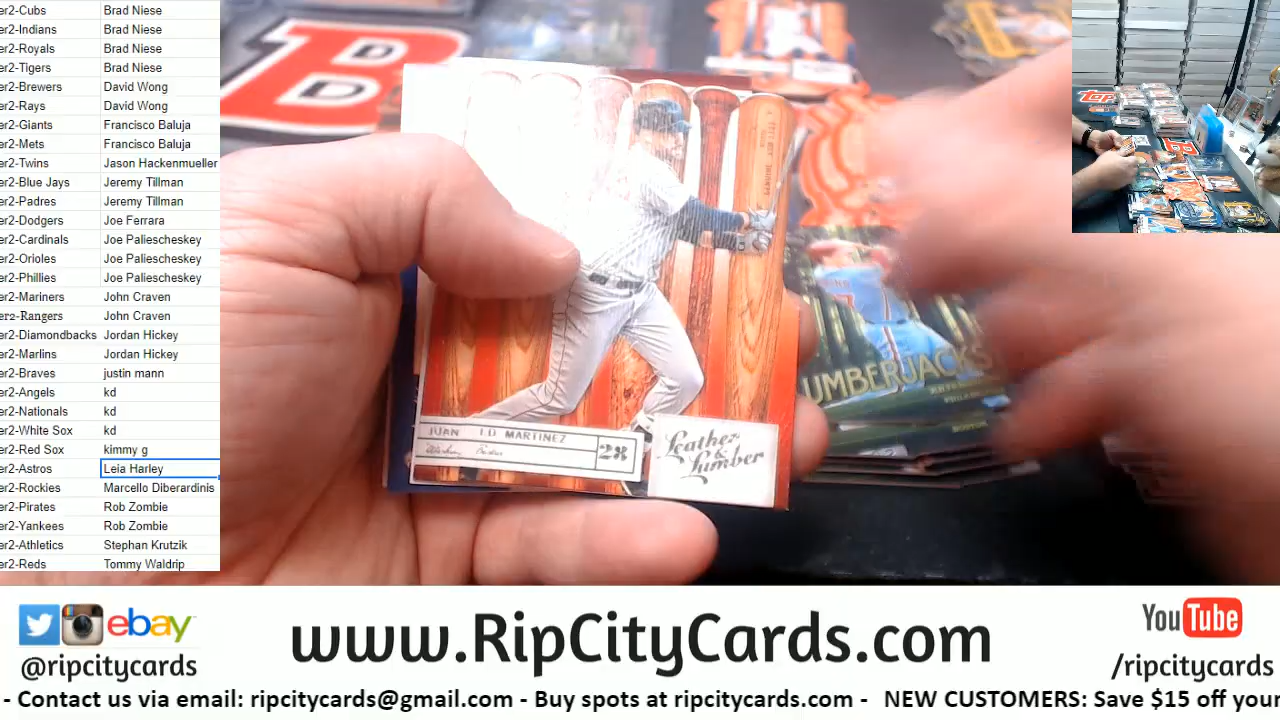 er2-Cubs Brad Niese
er2-Indians Brad Niese
er2-Royals Brad Niese
er2-Tigers Brad Niese
er2-Brewers David Wong
er2-Rays David Wong
er2-Giants Francisco Baluja
er2-Mets Francisco Baluja
er2-Twins Jason Hackenmueller
er2-Blue Jays Jeremy Tillman
er2-Padres Jeremy Tillman
er2-Dodgers Joe Ferrara
er2-Cardinals Joe Paliescheskey
er2-Orioles Joe Paliescheskey
er2-Phillies Joe Paliescheskey
er2-Mariners John Craven
er2-Rangers John Craven
er2-Diamondbacks Jordan Hickey
er2-Marlins Jordan Hickey
er2-Braves justin mann
er2-Angels kd
er2-Nationals kd
er2-White Sox kd
er2-Red Sox kimmy g
er2-Astros Leia Harley
er2-Rockies Marcello Diberardinis
er2-Pirates Rob Zombie
er2-Yankees Rob Zombie
er2-Athletics Stephan Krutzik
er2-Reds Tommy Waldrip
B
TOPPS
UMBERJACKS
MARTINEZ
28
Leather & Lumber
ebay
@ripcitycards
www.RipCityCards.com
YouTube
/ripcitycards
- Contact us via email: ripcitycards@gmail.com - Buy spots at ripcitycards.com - NEW CUSTOMERS: Save $15 off your